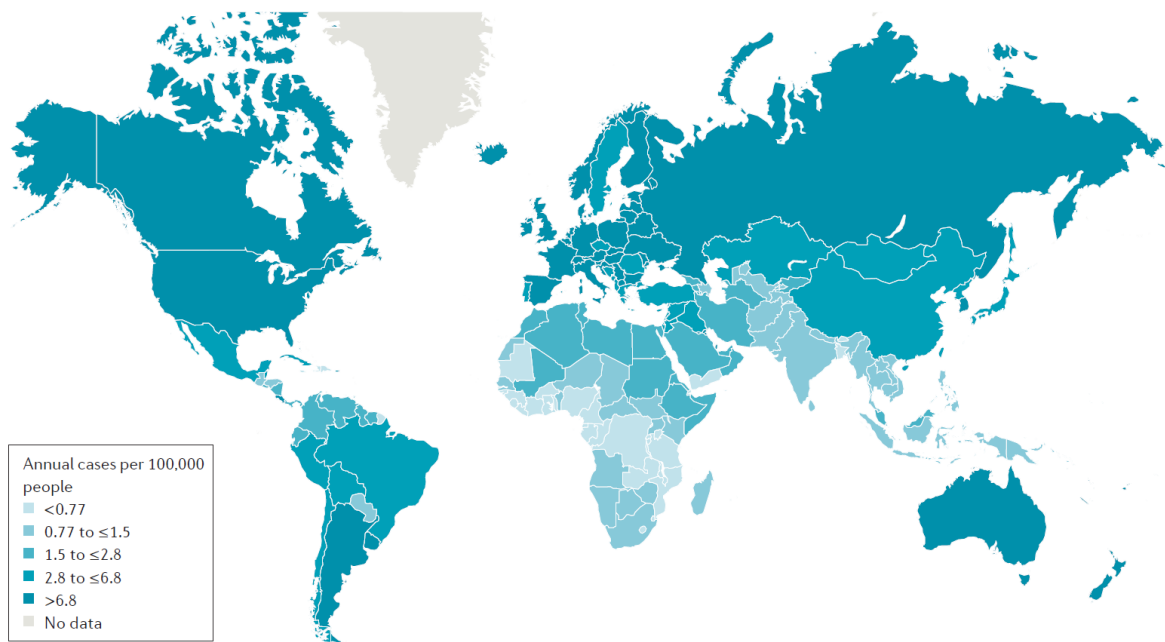 Annual cases per 100,000
people
<0.77
0.77 to ≤1.5
1.5 to ≤2.8
2.8 to ≤6.8
>6.8
No data